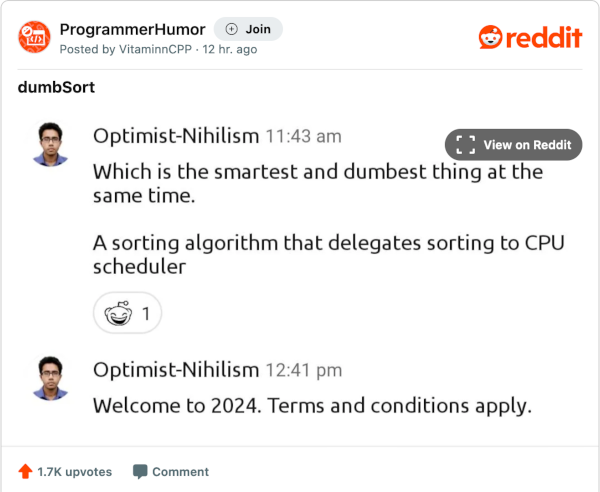 ProgrammerHumor
Join
reddit
Posted by VitaminnCPP · 12 hr. ago
dumbSort
Optimist-Nihilism 11:43 am
View on Reddit
Which is the smartest and dumbest thing at the
same time.
A sorting algorithm that delegates sorting to CPU
scheduler
1
Optimist-Nihilism 12:41 pm
Welcome to 2024. Terms and conditions apply.
1.7K upvotes
Comment